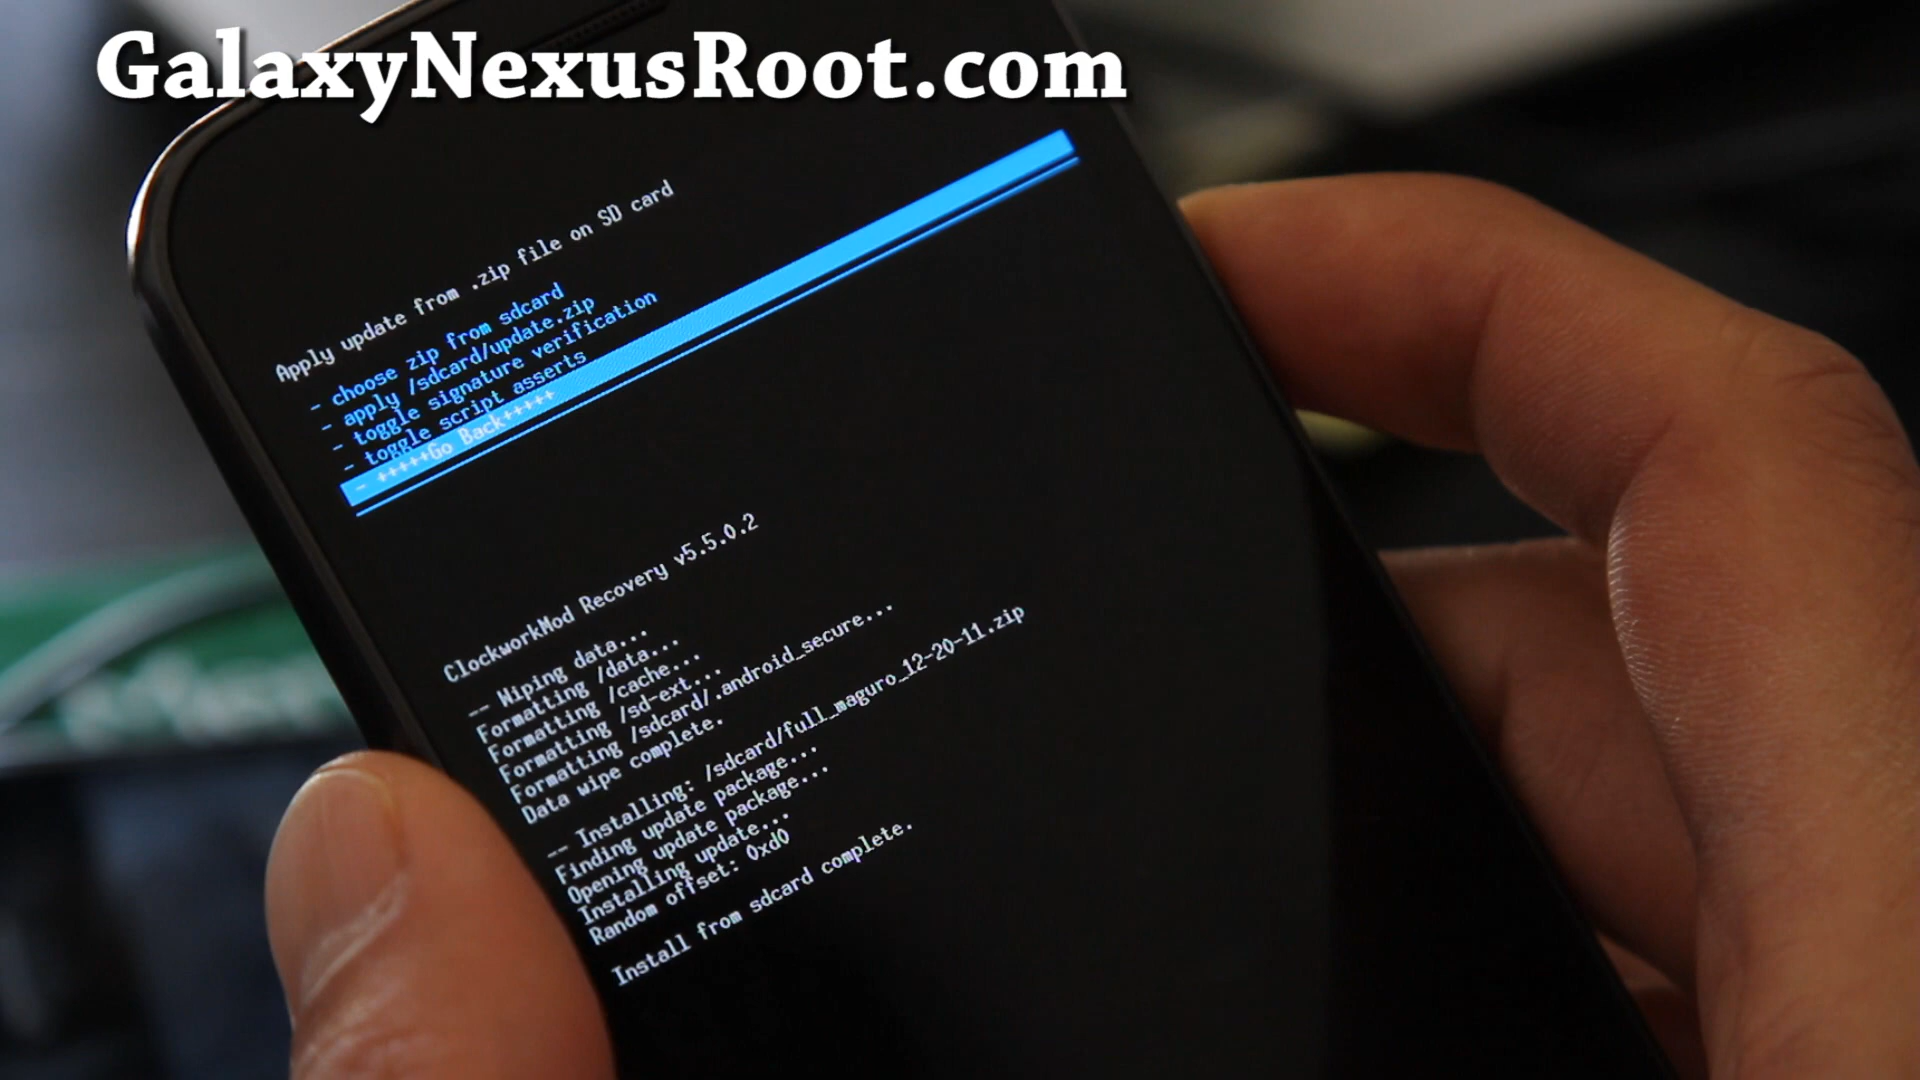 GalaxyNexusRoot.com
Apply update from .zip file on SD card
- choose zip from sdcard
- apply /sdcard/update.zip
- toggle signature verification
- toggle script asserts
- +++++Go Back+++++
ClockworkMod Recovery v5.5.0.2
-- Wiping data...
Formatting /data...
Formatting /cache...
Formatting /sd-ext...
Formatting /sdcard/.android_secure...
Data wipe complete.
-- Installing: /sdcard/full_maguro_12-20-11.zip
Finding update package...
Opening update package...
Installing update...
Random offset: 0xd0
Install from sdcard complete.